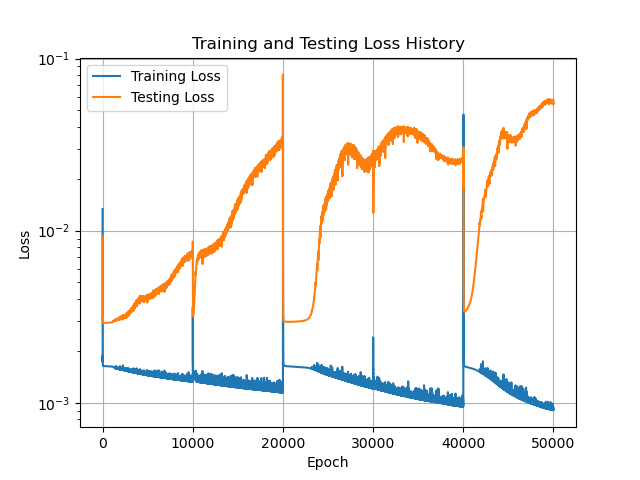 Training and Testing Loss History
Training Loss
Testing Loss
Loss
10⁻¹
10⁻²
10⁻³
0
10000
20000
30000
40000
50000
Epoch